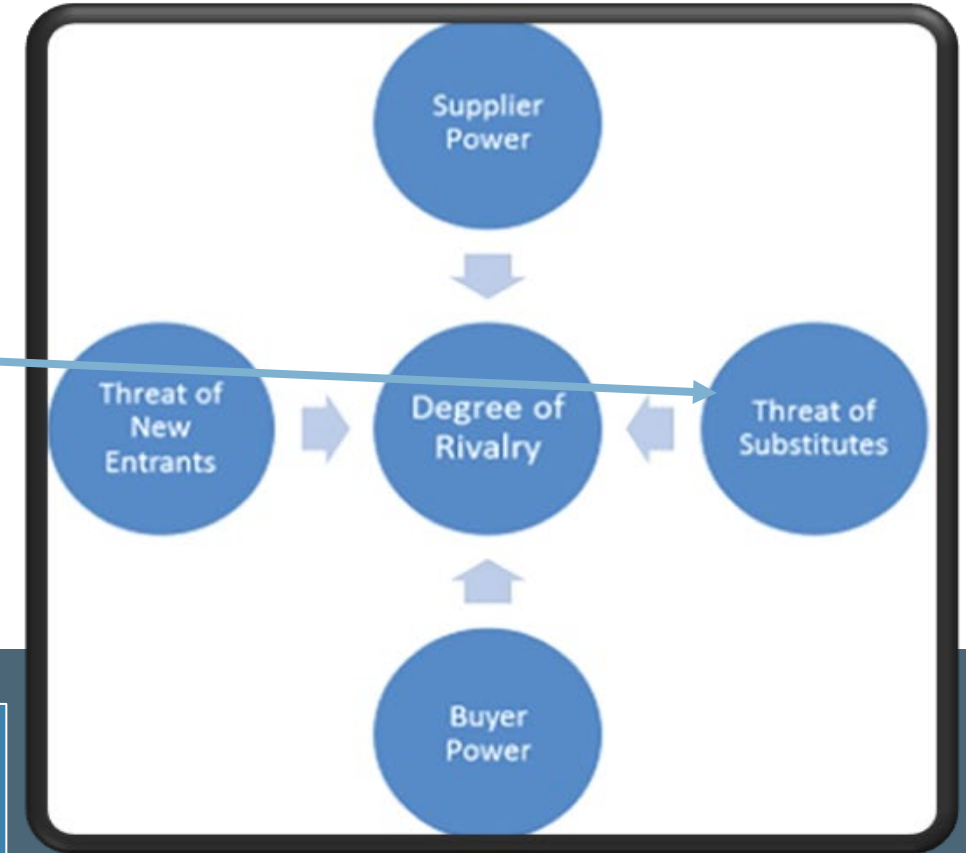 Supplier
Power
Threat of
New
Entrants
Degree of
Rivalry
Threat of
Substitutes
Buyer
Power